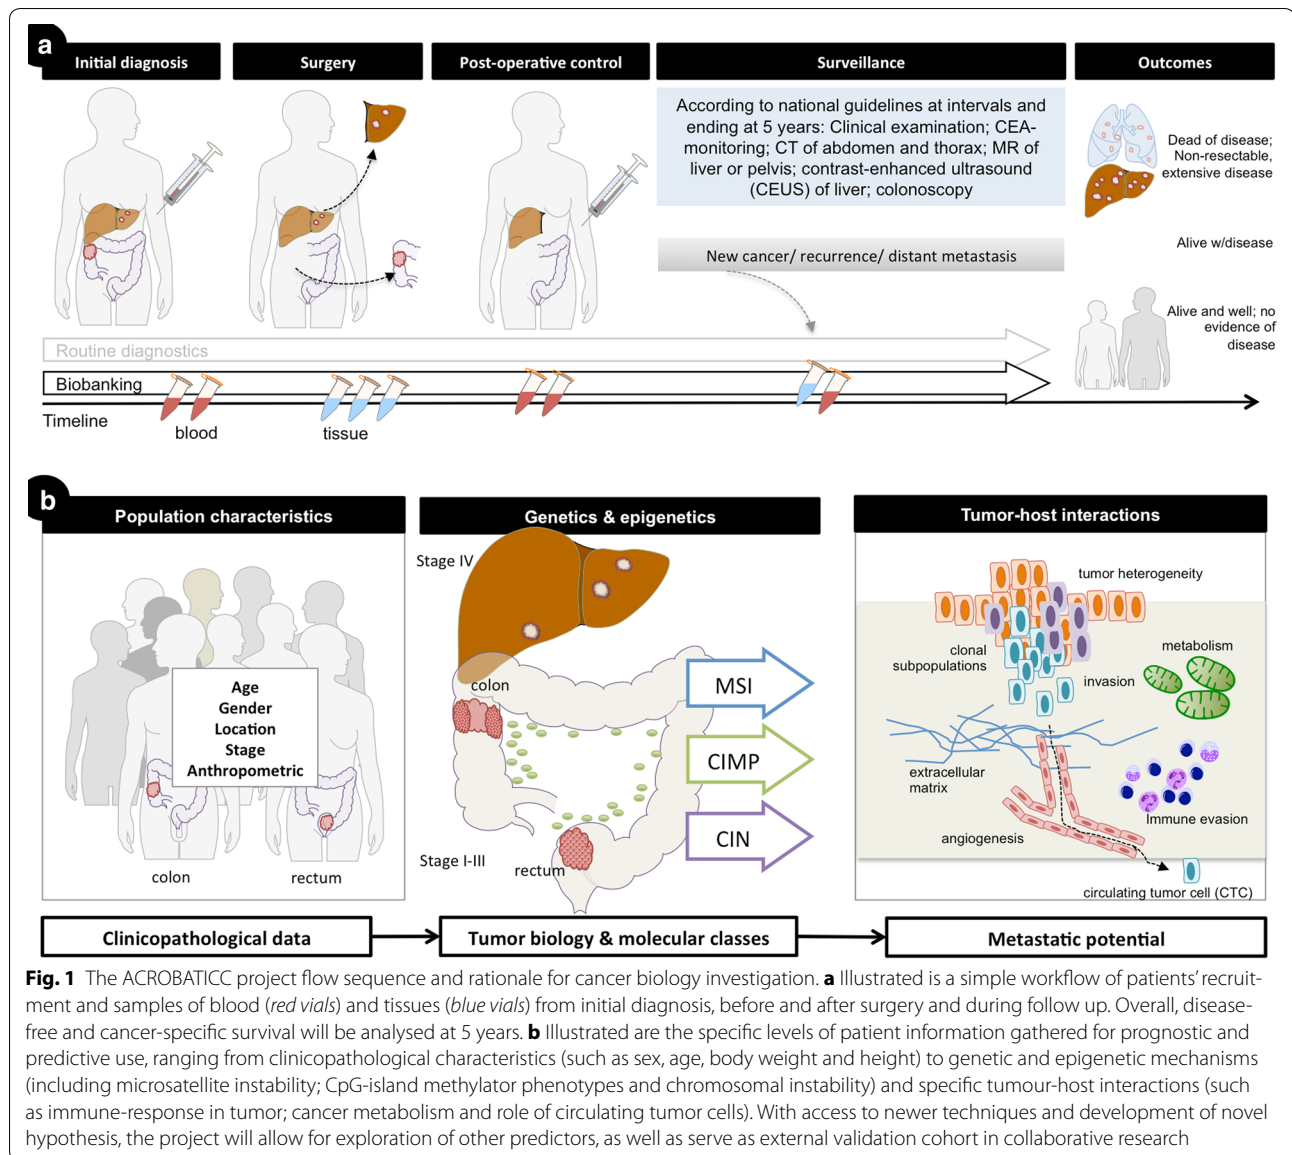 a
Initial diagnosis
Surgery
Post-operative control
Surveillance
Outcomes
According to national guidelines at intervals and
ending at 5 years: Clinical examination; CEA-
monitoring; CT of abdomen and thorax; MR of
liver or pelvis; contrast-enhanced ultrasound
(CEUS) of liver; colonoscopy
New cancer/ recurrence/ distant metastasis
Dead of disease;
Non-resectable,
extensive disease
Alive w/disease
Alive and well; no
evidence of
disease
Routine diagnostics
Biobanking
Timeline
blood
tissue
b
Population characteristics
Age
Gender
Location
Stage
Anthropometric
colon
rectum
Genetics & epigenetics
Stage IV
colon
Stage I-III
rectum
MSI
CIMP
CIN
Tumor-host interactions
tumor heterogeneity
clonal
subpopulations
metabolism
invasion
extracellular
matrix
angiogenesis
Immune evasion
circulating tumor cell (CTC)
Clinicopathological data
Tumor biology & molecular classes
Metastatic potential
Fig. 1 The ACROBATICC project flow sequence and rationale for cancer biology investigation. a Illustrated is a simple workflow of patients’ recruit-
ment and samples of blood (red vials) and tissues (blue vials) from initial diagnosis, before and after surgery and during follow up. Overall, disease-
free and cancer-specific survival will be analysed at 5 years. b Illustrated are the specific levels of patient information gathered for prognostic and
predictive use, ranging from clinicopathological characteristics (such as sex, age, body weight and height) to genetic and epigenetic mechanisms
(including microsatellite instability; CpG-island methylator phenotypes and chromosomal instability) and specific tumour-host interactions (such
as immune-response in tumor; cancer metabolism and role of circulating tumor cells). With access to newer techniques and development of novel
hypothesis, the project will allow for exploration of other predictors, as well as serve as external validation cohort in collaborative research